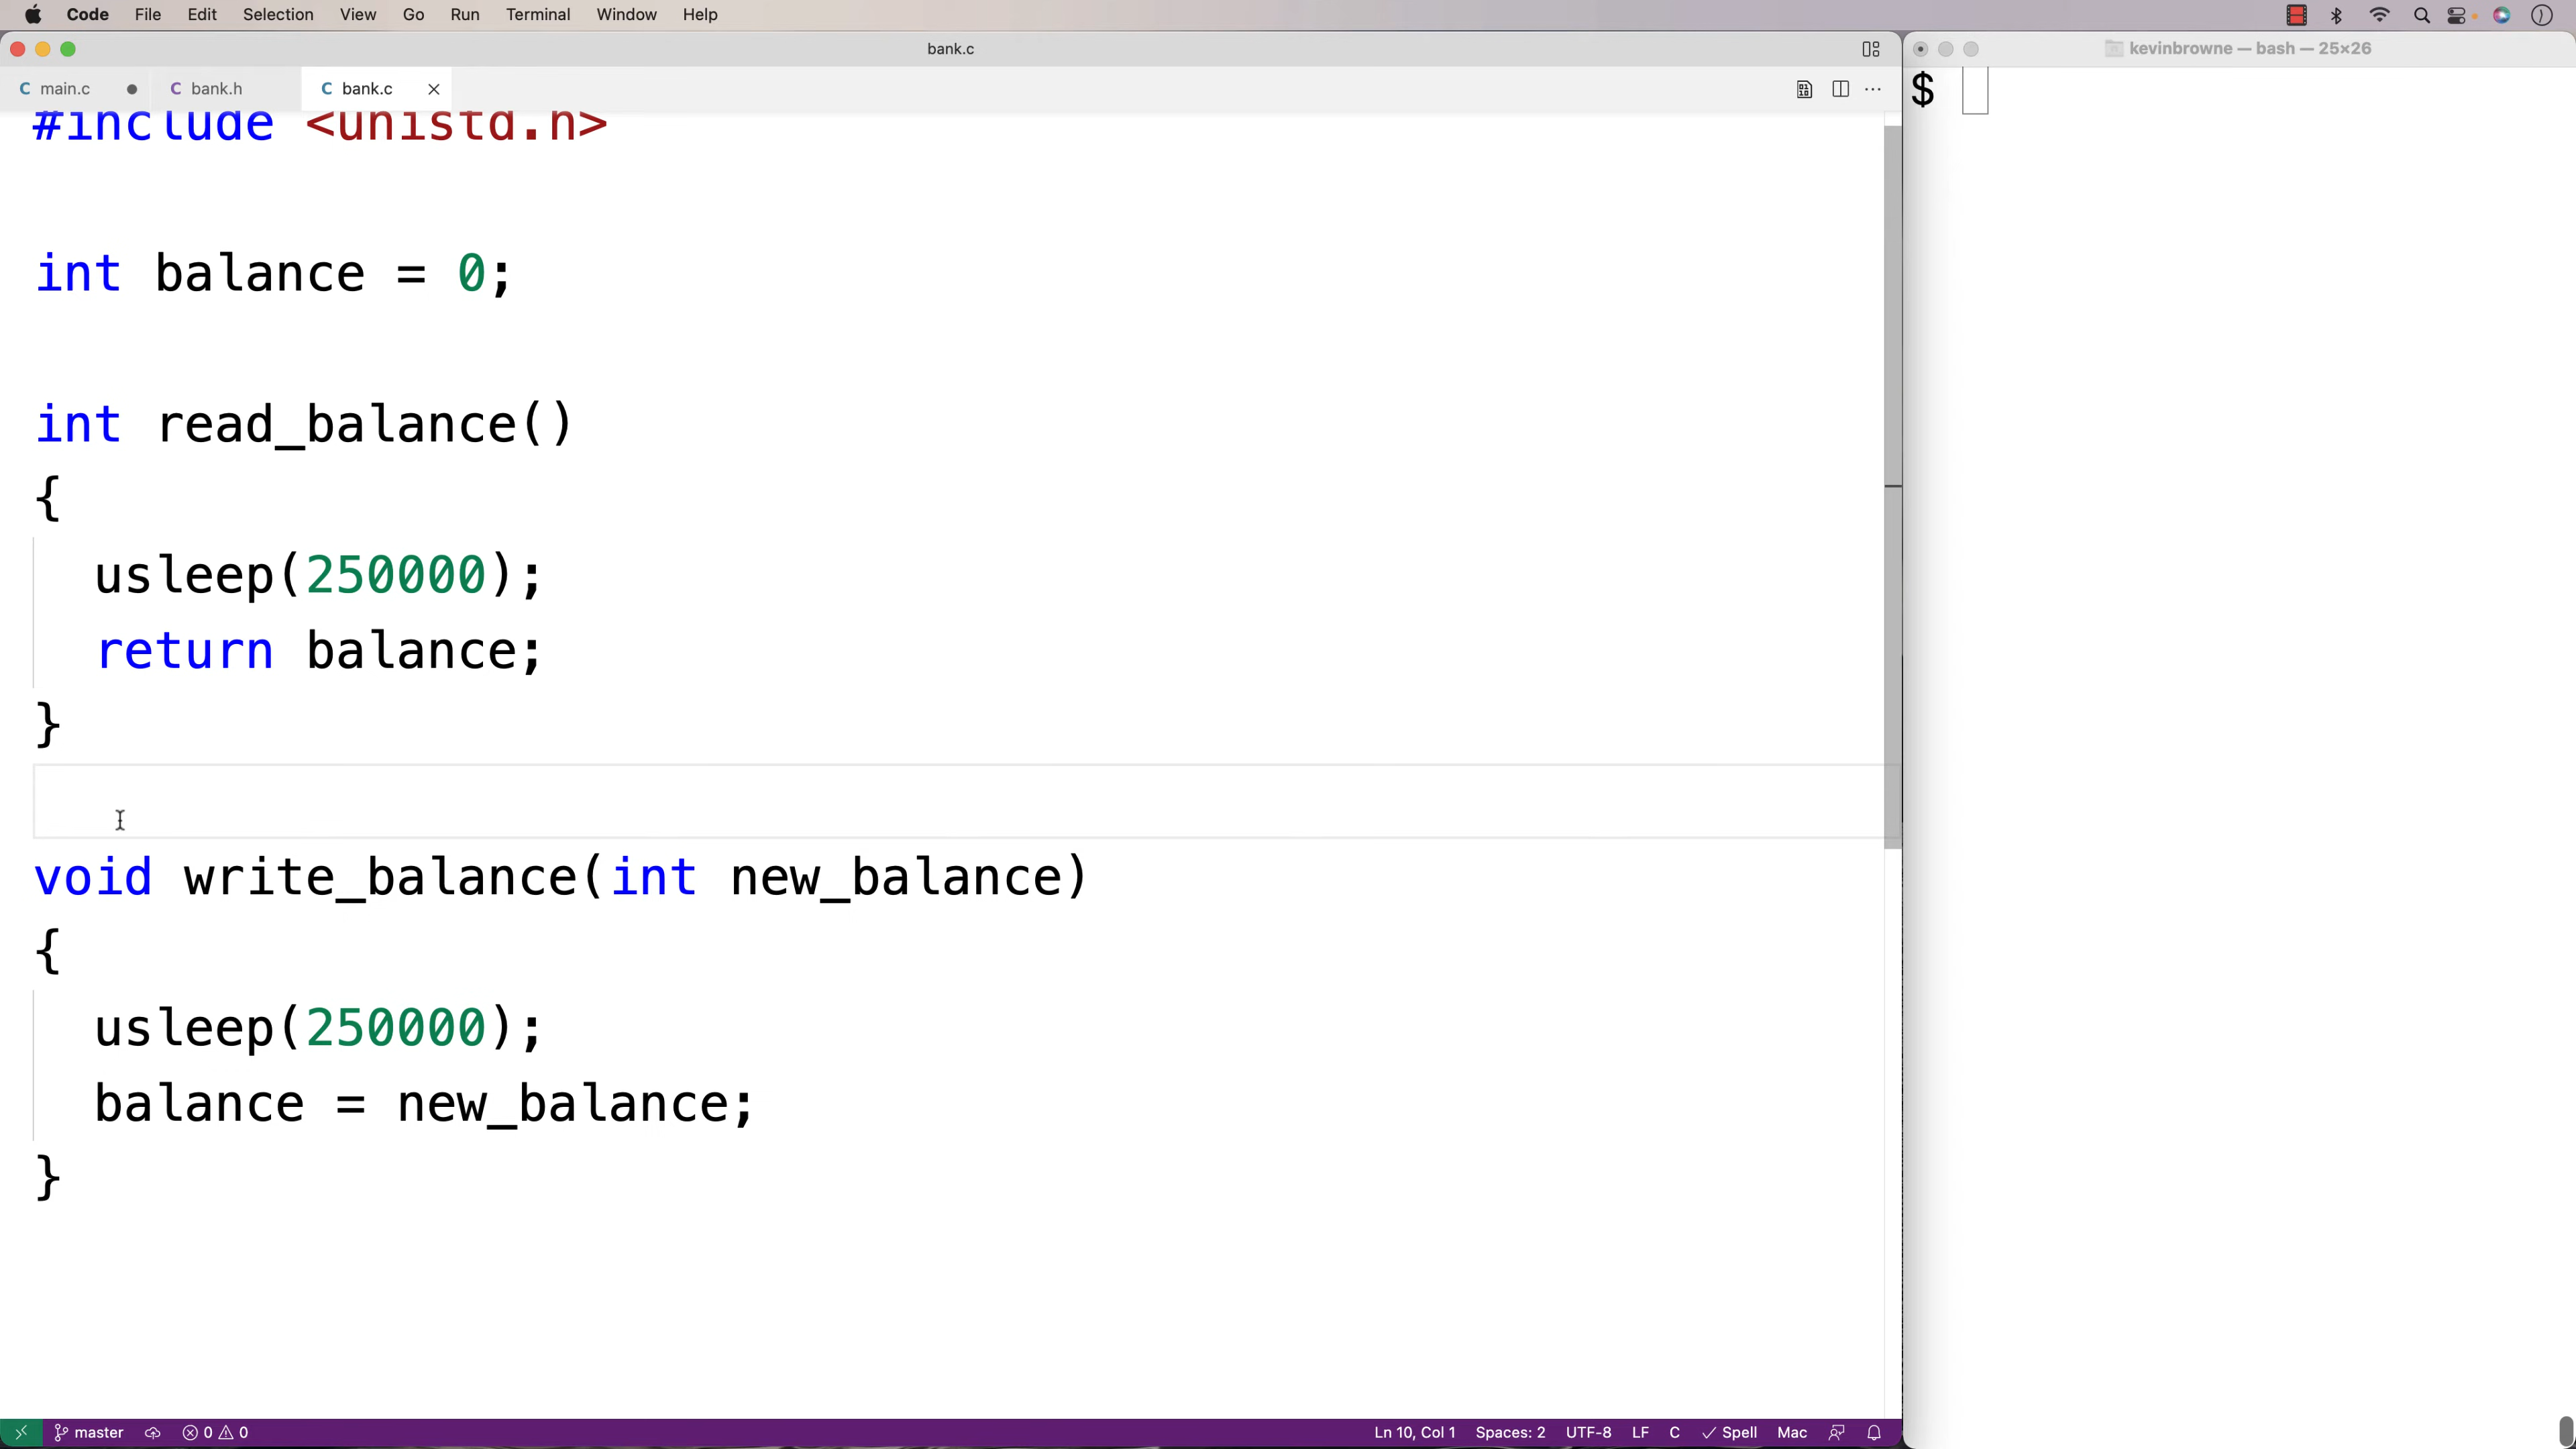 Code File Edit Selection View Go Run Terminal Window Help
bank.c
kevinbrowne — bash — 25×26
C main.c C bank.h C bank.c
$
#include <unistd.h>
int balance = 0;
int read_balance()
{
usleep(250000);
return balance;
}
void write_balance(int new_balance)
{
usleep(250000);
balance = new_balance;
}
master 0 0 Ln 10, Col 1 Spaces: 2 UTF-8 LF C Spell Mac